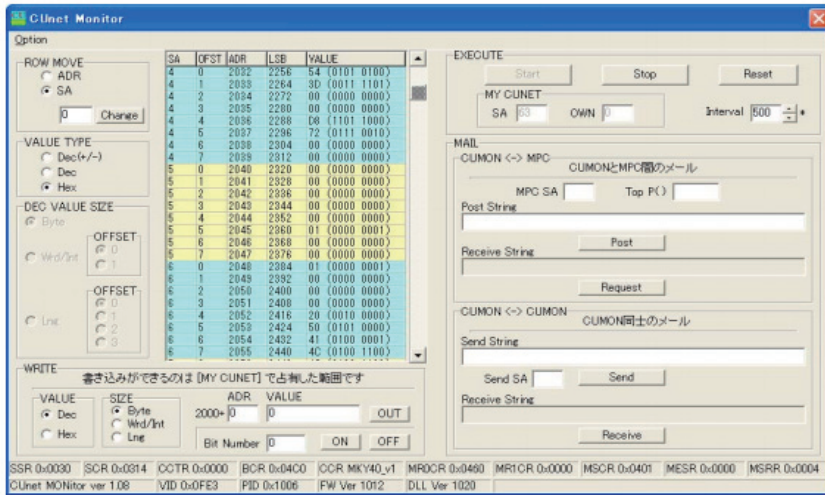 CUnet Monitor
Option
ROW MOVE
ADR
SA
0 Change
VALUE TYPE
Dec(+/-)
Dec
Hex
DEC VALUE SIZE
Byte
OFFSET
Wrd/Int
0
1
OFFSET
0
Lng
1
2
3
SA OFST ADR LSB VALUE
4 0 2032 2256 54 (0101 0100)
4 1 2033 2264 3D (0011 1101)
4 2 2034 2272 00 (0000 0000)
4 3 2035 2280 00 (0000 0000)
4 4 2036 2288 D8 (1101 1000)
4 5 2037 2296 72 (0111 0010)
4 6 2038 2304 00 (0000 0000)
4 7 2039 2312 00 (0000 0000)
5 0 2040 2320 00 (0000 0000)
5 1 2041 2328 00 (0000 0000)
5 2 2042 2336 00 (0000 0000)
5 3 2043 2344 00 (0000 0000)
5 4 2044 2352 00 (0000 0000)
5 5 2045 2360 01 (0000 0001)
5 6 2046 2368 00 (0000 0000)
5 7 2047 2376 00 (0000 0000)
6 0 2048 2384 01 (0000 0001)
6 1 2049 2392 00 (0000 0000)
6 2 2050 2400 00 (0000 0000)
6 3 2051 2408 00 (0000 0000)
6 4 2052 2416 20 (0010 0000)
6 5 2053 2424 50 (0101 0000)
6 6 2054 2432 41 (0100 0001)
6 7 2055 2440 4C (0100 1100)
EXECUTE
Start Stop Reset
MY CUNET
SA 63 OWN 0 Interval 500
MAIL
CUMON <-> MPC
CUMONとMPC間のメール
MPC SA Top P()
Post String
Post
Receive String
Request
CUMON <-> CUMON
CUMON同士のメール
Send String
Send SA Send
Receive String
Receive
WRITE
書き込みができるのは [MY CUNET] で占有した範囲です
VALUE SIZE ADR VALUE
Dec Byte 2000+ 0 0 OUT
Wrd/Int
Hex Lng Bit Number 0 ON OFF
SSR 0x0030 SCR 0x0314 CCTR 0x0000 BCR 0x04C0 CCR MKY40_v1 MR0CR 0x0460 MR1CR 0x0000 MSCR 0x0401 MESR 0x0000 MSRR 0x0004
CUnet MONitor ver 1.08 VID 0x0FE3 PID 0x1006 FW Ver 1012 DLL Ver 1020